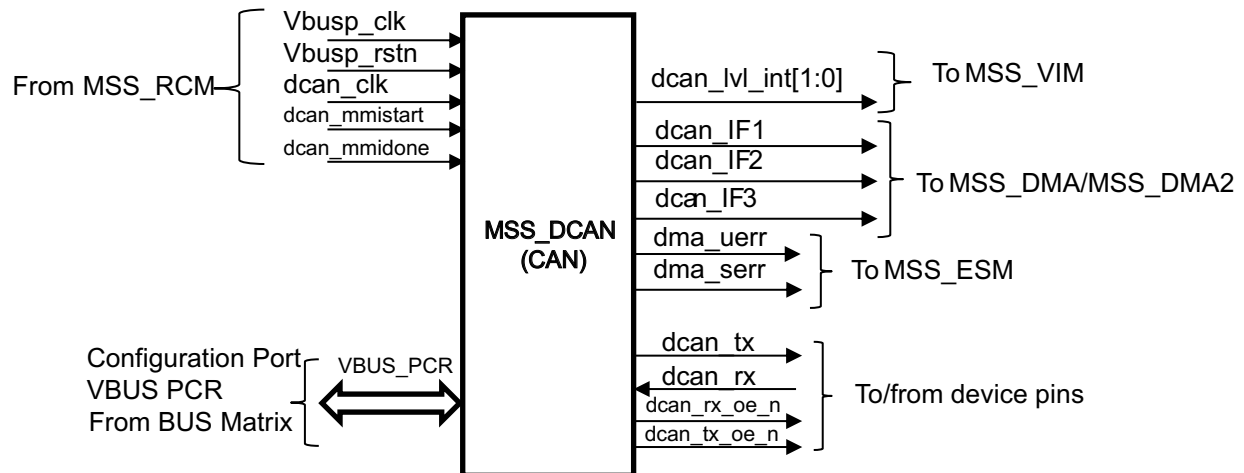 From MSS_RCM
Vbusp_clk
Vbusp_rstn
dcan_clk
dcan_mmistart
dcan_mmidone
Configuration Port
VBUS PCR
From BUS Matrix
VBUS_PCR
MSS_DCAN
(CAN)
dcan_lvl_int[1:0]
To MSS_VIM
dcan_IF1
dcan_IF2
dcan_IF3
To MSS_DMA/MSS_DMA2
dma_uerr
dma_serr
To MSS_ESM
dcan_tx
dcan_rx
dcan_rx_oe_n
dcan_tx_oe_n
To/from device pins